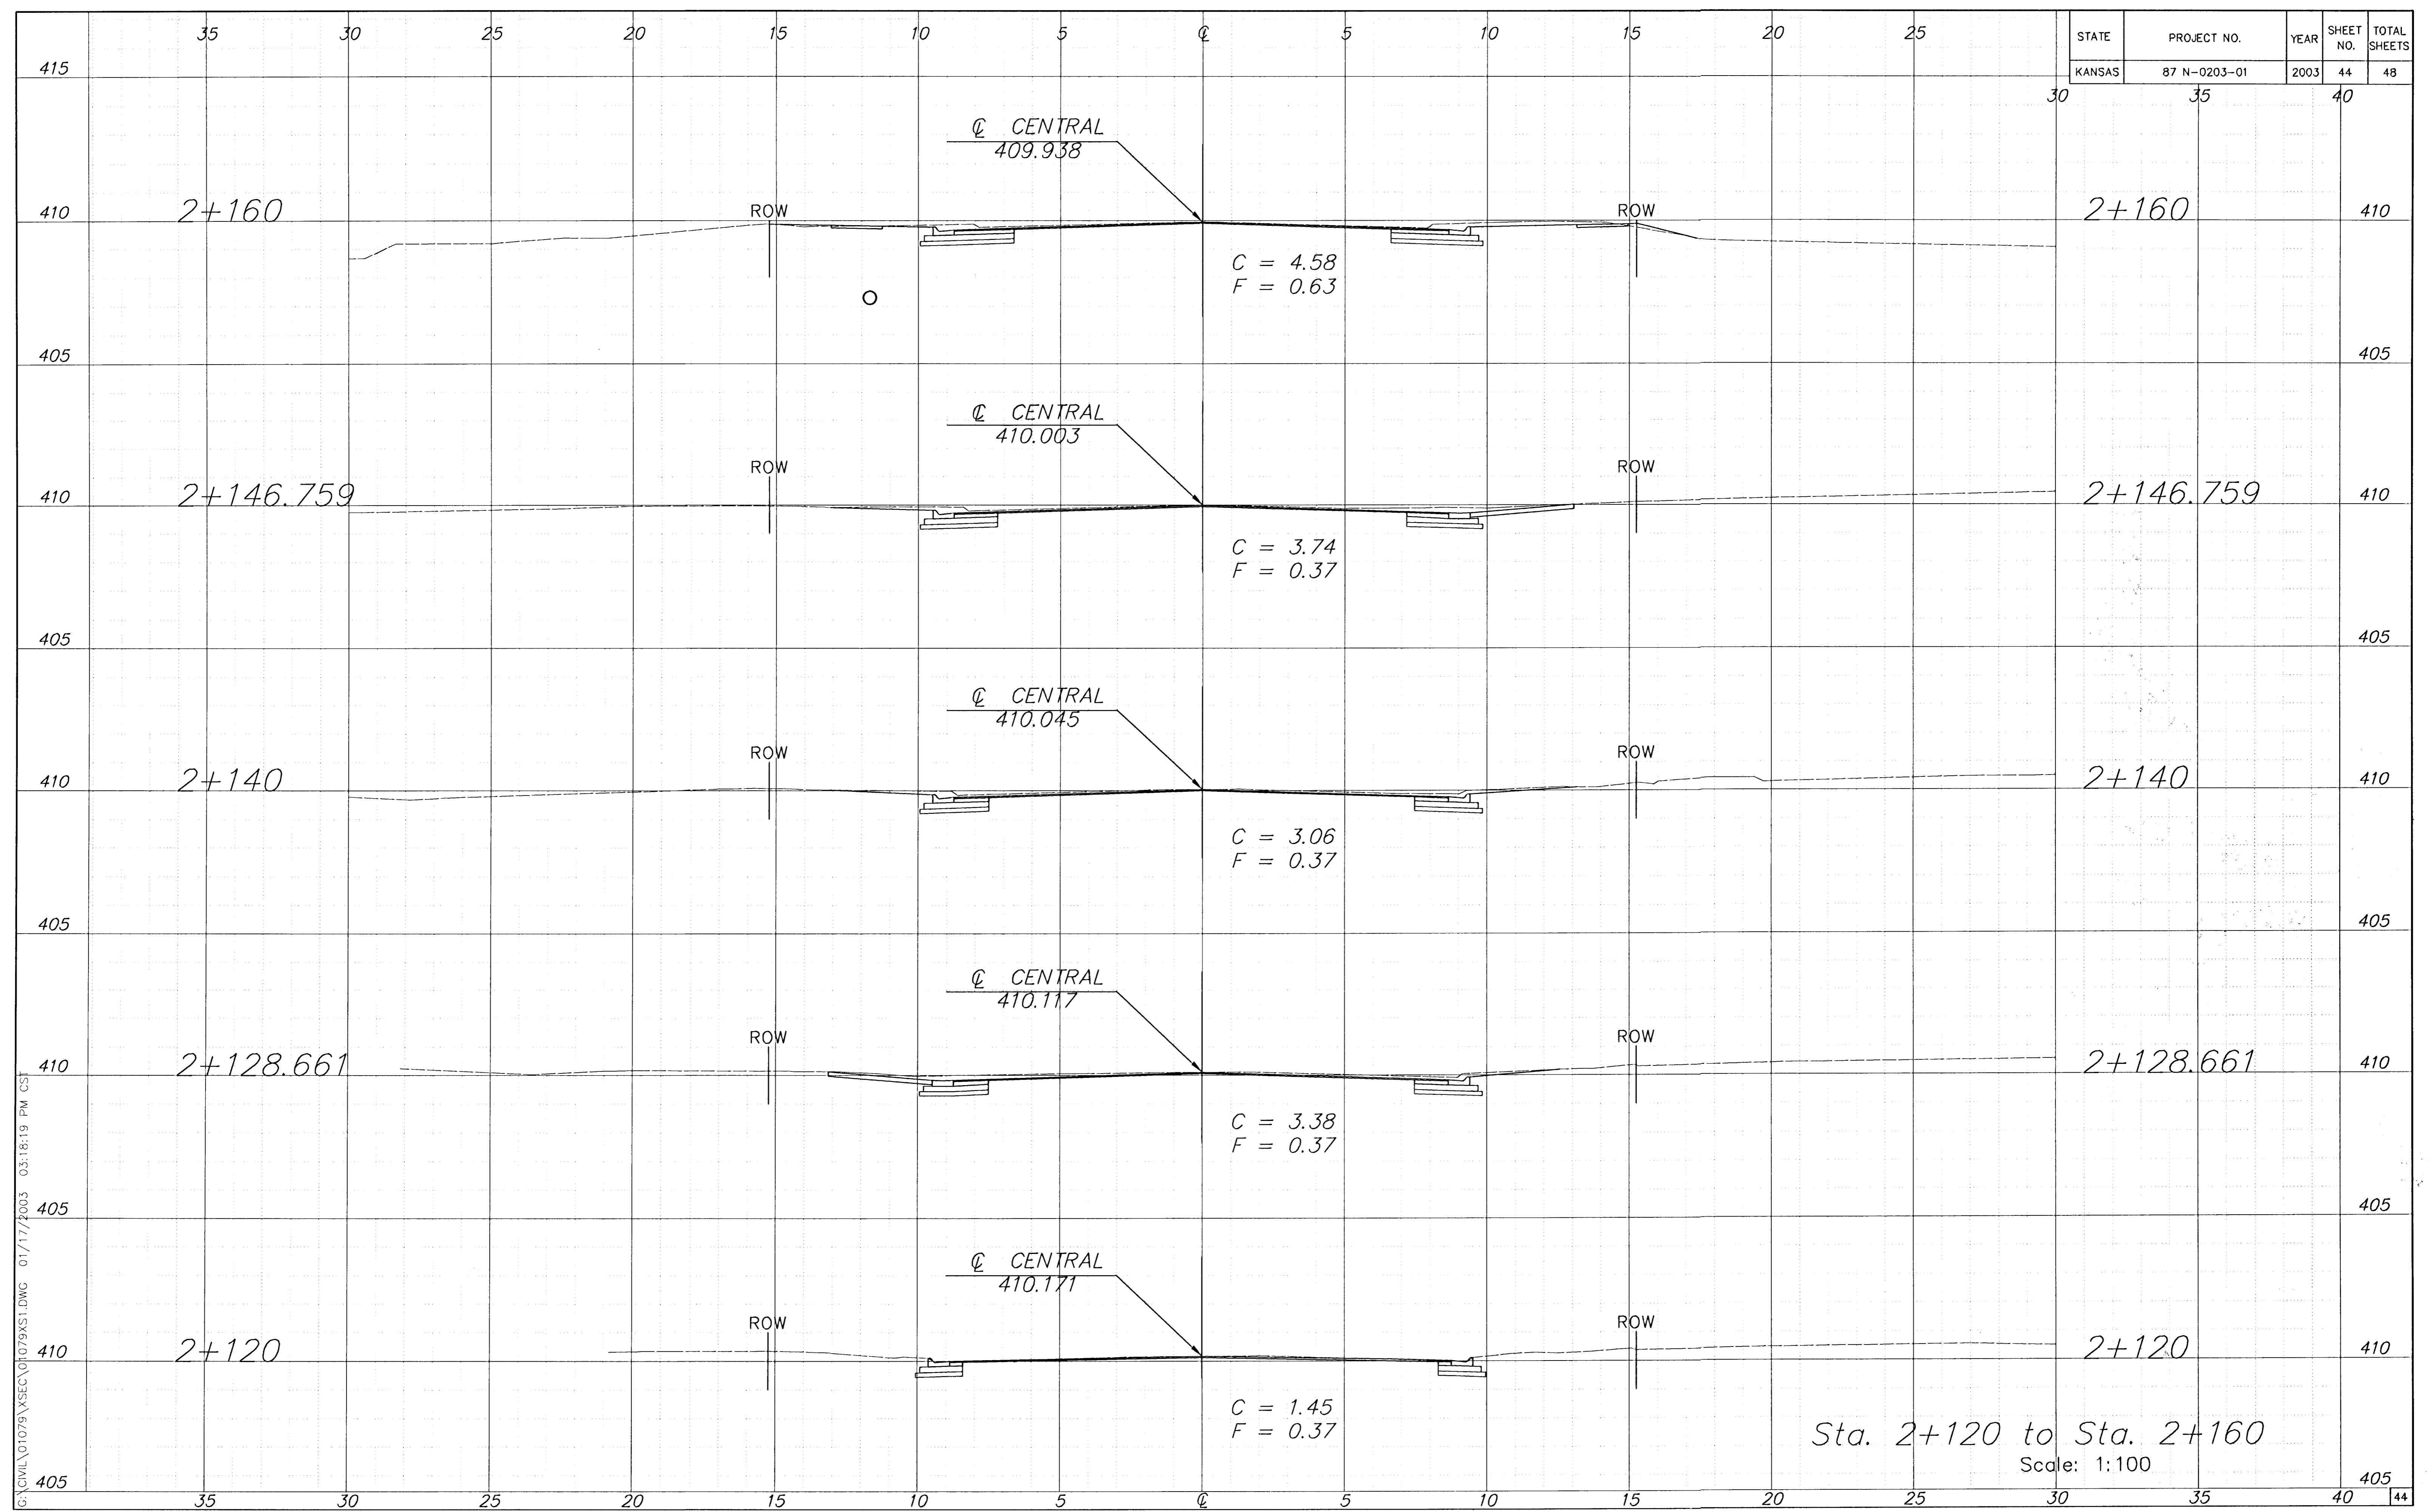 35 30 25 20 15 10 5 ℄ 5 10 15 20 25
STATE PROJECT NO. YEAR SHEET NO. TOTAL SHEETS
KANSAS 87 N-0203-01 2003 44 48
30 35 40
415
℄ CENTRAL
409.938
410 2+160 ROW ROW 2+160 410
C = 4.58
F = 0.63
405 405
℄ CENTRAL
410.003
ROW ROW
410 2+146.759 2+146.759 410
C = 3.74
F = 0.37
405 405
℄ CENTRAL
410.045
ROW ROW
410 2+140 2+140 410
C = 3.06
F = 0.37
405 405
℄ CENTRAL
410.117
ROW ROW
410 2+128.661 2+128.661 410
C = 3.38
F = 0.37
405 405
℄ CENTRAL
410.171
ROW ROW
410 2+120 2+120 410
C = 1.45
F = 0.37
Sta. 2+120 to Sta. 2+160
Scale: 1:100
405 405
35 30 25 20 15 10 5 ℄ 5 10 15 20 25 30 35 40 44
G:\CIVIL\01079\XSEC\01079XS1.DWG 01/17/2003 03:18:19 PM CST